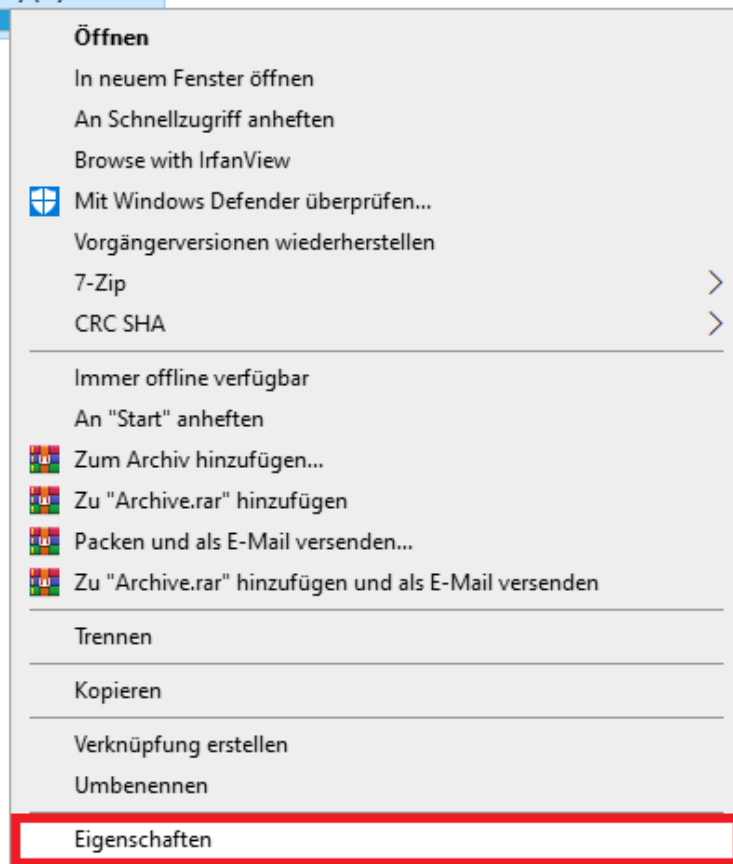 Öffnen
In neuem Fenster öffnen
An Schnellzugriff anheften
Browse with IrfanView
Mit Windows Defender überprüfen...
Vorgängerversionen wiederherstellen
7-Zip
CRC SHA
Immer offline verfügbar
An "Start" anheften
Zum Archiv hinzufügen...
Zu "Archive.rar" hinzufügen
Packen und als E-Mail versenden...
Zu "Archive.rar" hinzufügen und als E-Mail versenden
Trennen
Kopieren
Verknüpfung erstellen
Umbenennen
Eigenschaften